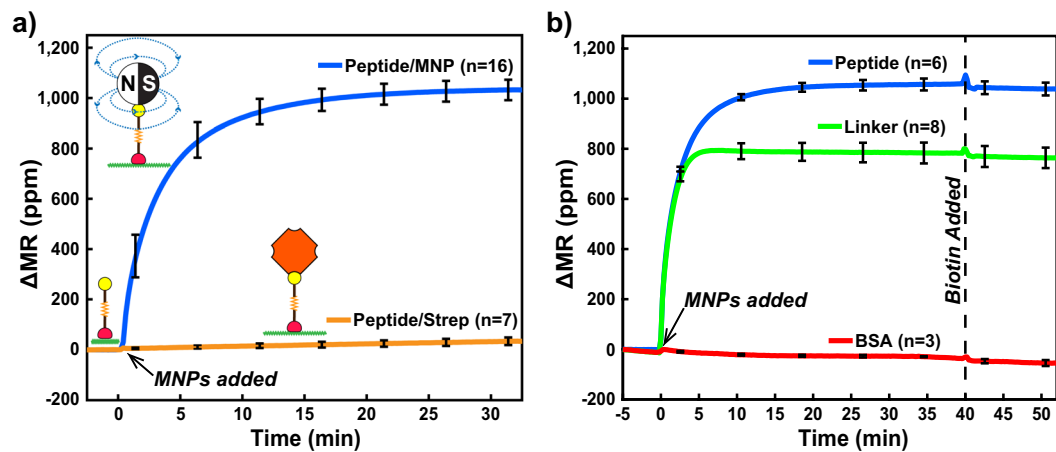 a)
ΔMR (ppm)
1,200
1,000
800
600
400
200
0
-200
Peptide/MNP (n=16)
N S
Peptide/Strep (n=7)
MNPs added
0 5 10 15 20 25 30
Time (min)
b)
ΔMR (ppm)
1,200
1,000
800
600
400
200
0
-200
Peptide (n=6)
Linker (n=8)
Biotin Added
MNPs added
BSA (n=3)
-5 0 5 10 15 20 25 30 35 40 45 50
Time (min)